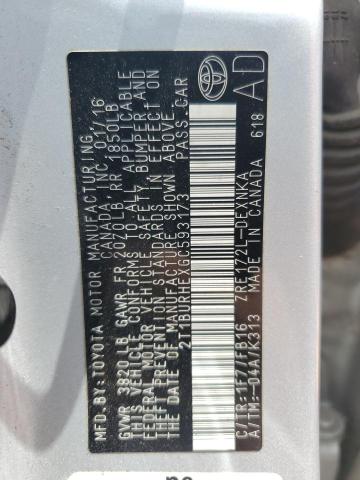 MFD.BY:TOYOTA MOTOR MANUFACTURING,
CANADA, INC. 01/16
GVWR 3820LB GAWR FR 2020LB RR 1850LB
THIS VEHICLE CONFORMS TO ALL APPLICABLE
FEDERAL MOTOR VEHICLE SAFETY, BUMPER AND
THEFT PREVENTION STANDARDS IN EFFECT ON
THE DATE OF MANUFACTURE SHOWN ABOVE.
2T1BURHEXGC593173 PASS.CAR
ZRE172L-DEXNKA
C/TR:1F7/FB16 MADE IN CANADA 618
A/TM:-04A/K313
AD